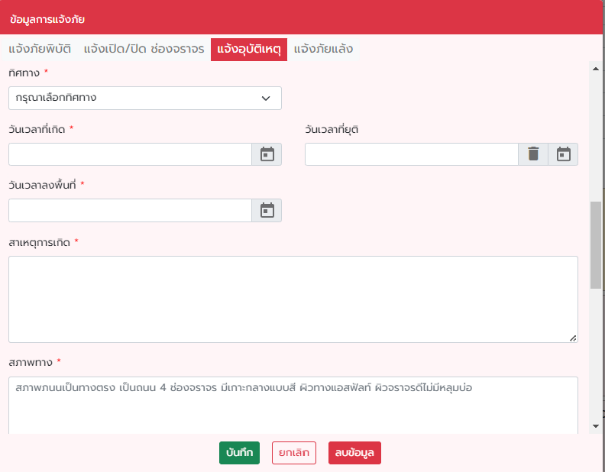 ข้อมูลการแจ้งภัย
แจ้งภัยพิบัติ แจ้งเปิด/ปิด ช่องจราจร แจ้งอุบัติเหตุ แจ้งภัยแล้ง
ทิศทาง *
กรุณาเลือกทิศทาง
วันเวลาที่เกิด * วันเวลาที่ยุติ
วันเวลาลงพื้นที่ *
สาเหตุการเกิด *
สภาพทาง *
สภาพถนนเป็นทางตรง เป็นถนน 4 ช่องจราจร มีเกาะกลางแบบสี ผิวทางแอสฟัลท์ ผิวจราจรดีไม่มีหลุมบ่อ
บันทึก ยกเลิก ลบข้อมูล